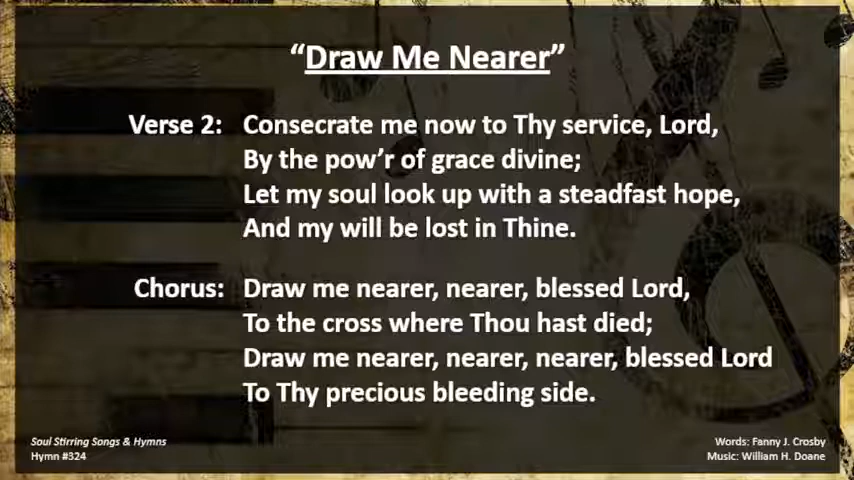 “Draw Me Nearer”
Verse 2: Consecrate me now to Thy service, Lord,
By the pow’r of grace divine;
Let my soul look up with a steadfast hope,
And my will be lost in Thine.
Chorus: Draw me nearer, nearer, blessed Lord,
To the cross where Thou hast died;
Draw me nearer, nearer, nearer, blessed Lord
To Thy precious bleeding side.
Soul Stirring Songs & Hymns
Hymn #324
Words: Fanny J. Crosby
Music: William H. Doane